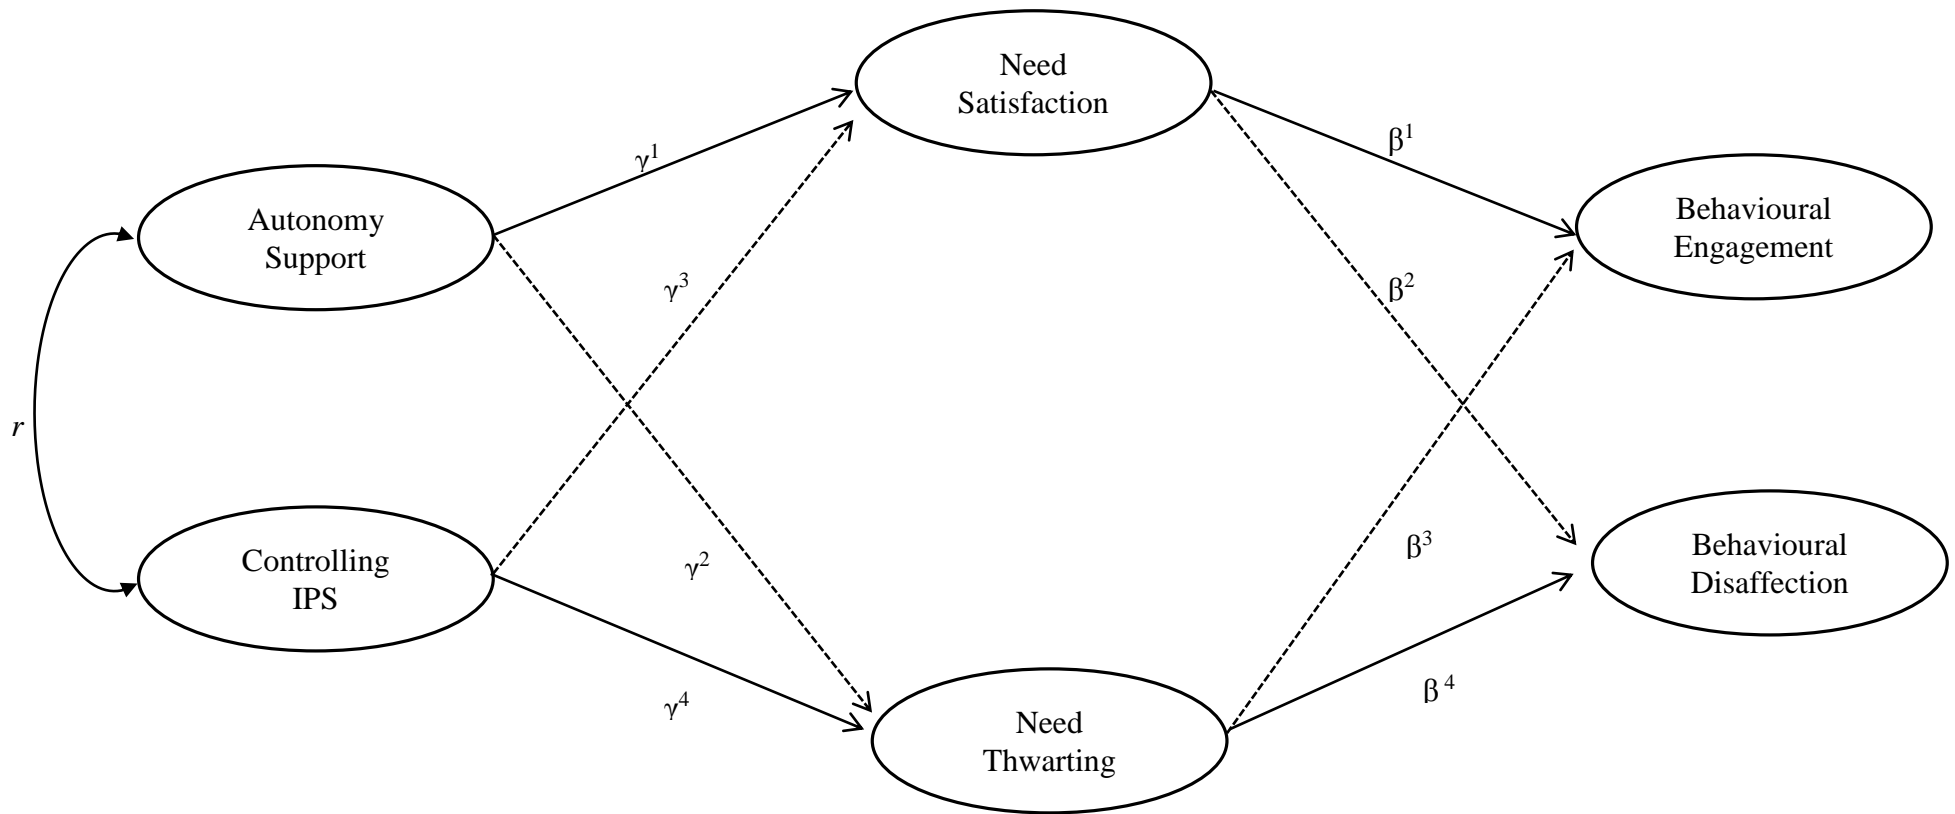 Need
Satisfaction
γ¹
β¹
Autonomy
Support
Behavioural
Engagement
γ³
β²
r
Controlling
IPS
γ²
β³
Behavioural
Disaffection
γ⁴
β ⁴
Need
Thwarting